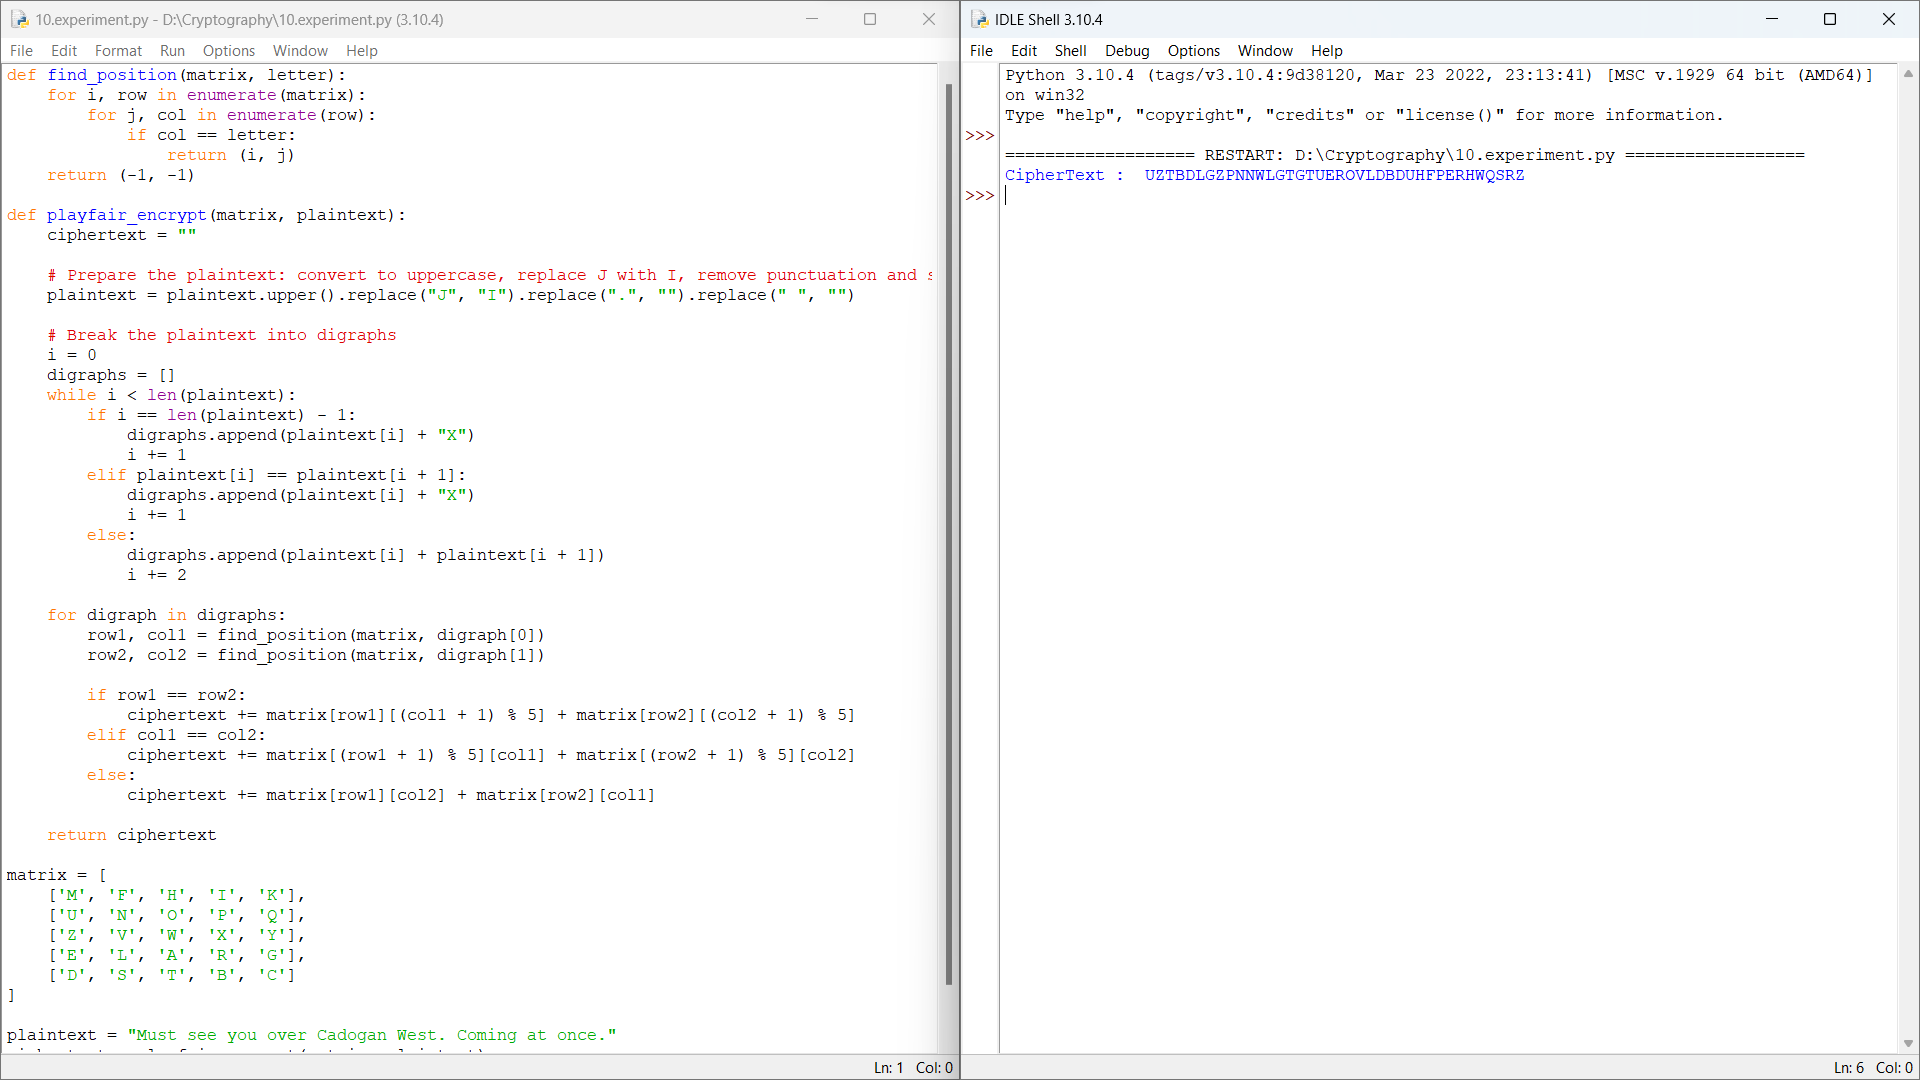 10.experiment.py - D:\Cryptography\10.experiment.py (3.10.4)
File Edit Format Run Options Window Help
def find_position(matrix, letter):
    for i, row in enumerate(matrix):
        for j, col in enumerate(row):
            if col == letter:
                return (i, j)
    return (-1, -1)

def playfair_encrypt(matrix, plaintext):
    ciphertext = ""

    # Prepare the plaintext: convert to uppercase, replace J with I, remove punctuation and s
    plaintext = plaintext.upper().replace("J", "I").replace(".", "").replace(" ", "")

    # Break the plaintext into digraphs
    i = 0
    digraphs = []
    while i < len(plaintext):
        if i == len(plaintext) - 1:
            digraphs.append(plaintext[i] + "X")
            i += 1
        elif plaintext[i] == plaintext[i + 1]:
            digraphs.append(plaintext[i] + "X")
            i += 1
        else:
            digraphs.append(plaintext[i] + plaintext[i + 1])
            i += 2

    for digraph in digraphs:
        row1, col1 = find_position(matrix, digraph[0])
        row2, col2 = find_position(matrix, digraph[1])

        if row1 == row2:
            ciphertext += matrix[row1][(col1 + 1) % 5] + matrix[row2][(col2 + 1) % 5]
        elif col1 == col2:
            ciphertext += matrix[(row1 + 1) % 5][col1] + matrix[(row2 + 1) % 5][col2]
        else:
            ciphertext += matrix[row1][col2] + matrix[row2][col1]

    return ciphertext

matrix = [
    ['M', 'F', 'H', 'I', 'K'],
    ['U', 'N', 'O', 'P', 'Q'],
    ['Z', 'V', 'W', 'X', 'Y'],
    ['E', 'L', 'A', 'R', 'G'],
    ['D', 'S', 'T', 'B', 'C']
]

plaintext = "Must see you over Cadogan West. Coming at once."
Ln: 1 Col: 0
IDLE Shell 3.10.4
File Edit Shell Debug Options Window Help
Python 3.10.4 (tags/v3.10.4:9d38120, Mar 23 2022, 23:13:41) [MSC v.1929 64 bit (AMD64)]
on win32
Type "help", "copyright", "credits" or "license()" for more information.
>>>
=================== RESTART: D:\Cryptography\10.experiment.py ==================
CipherText :  UZTBDLGZPNNWLGTGTUEROVLDBDUHFPERHWQSRZ
>>>
Ln: 6 Col: 0